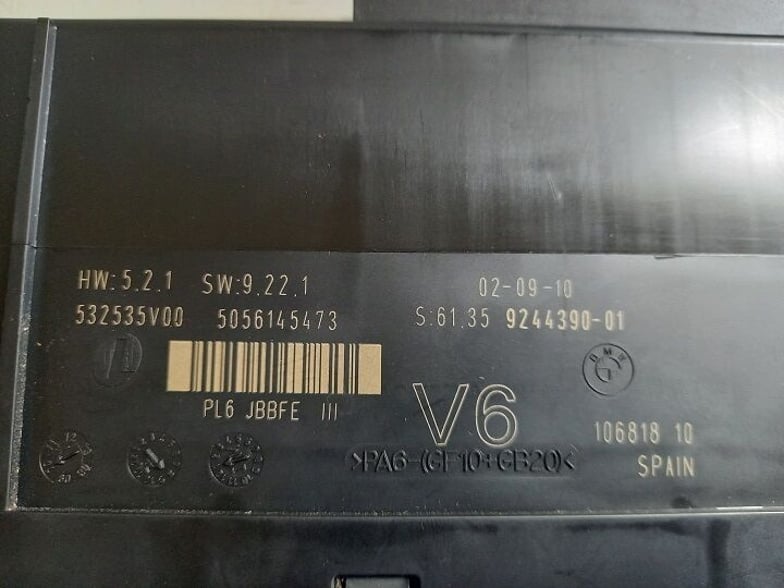 HW:5.2.1 SW:9.22.1 02-09-10
532535V00 5056145473 S:61.35 9244390-01
BMW
PL6 JBBFE III V6 106818 10
>PA6-(GF10+GB20)< SPAIN